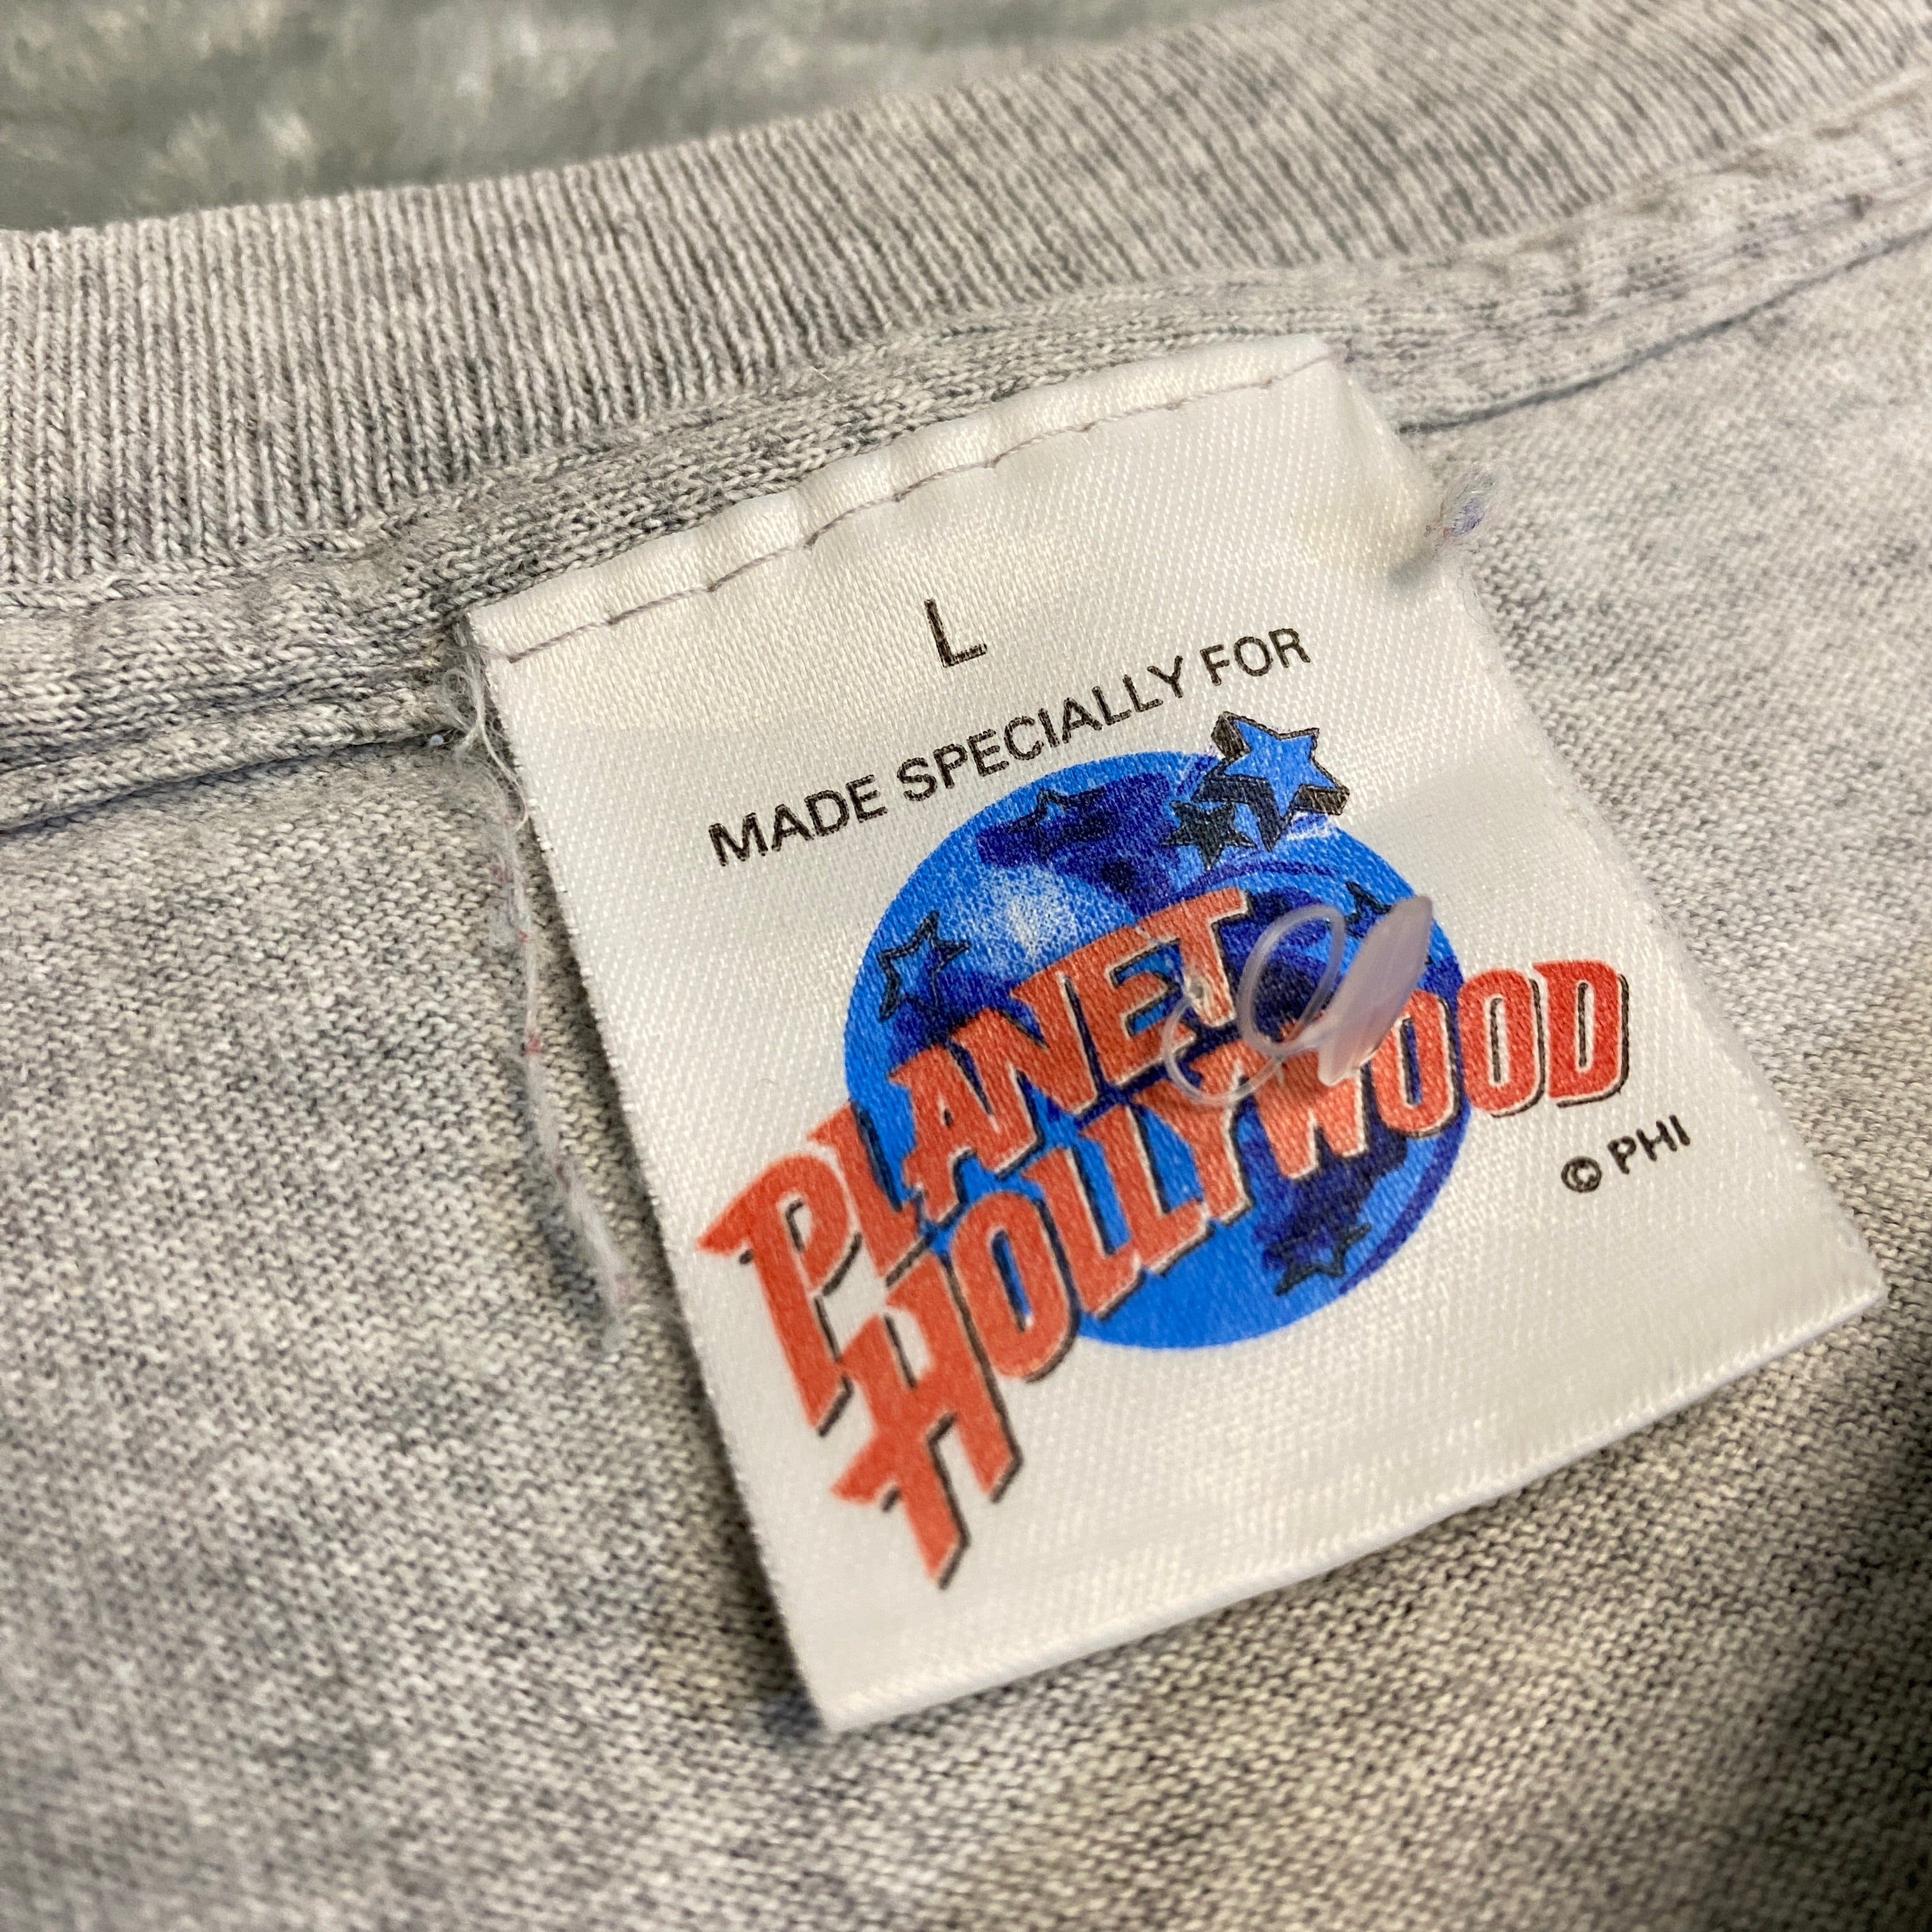 L
MADE SPECIALLY FOR
PLANET
HOLLYWOOD
© PHI